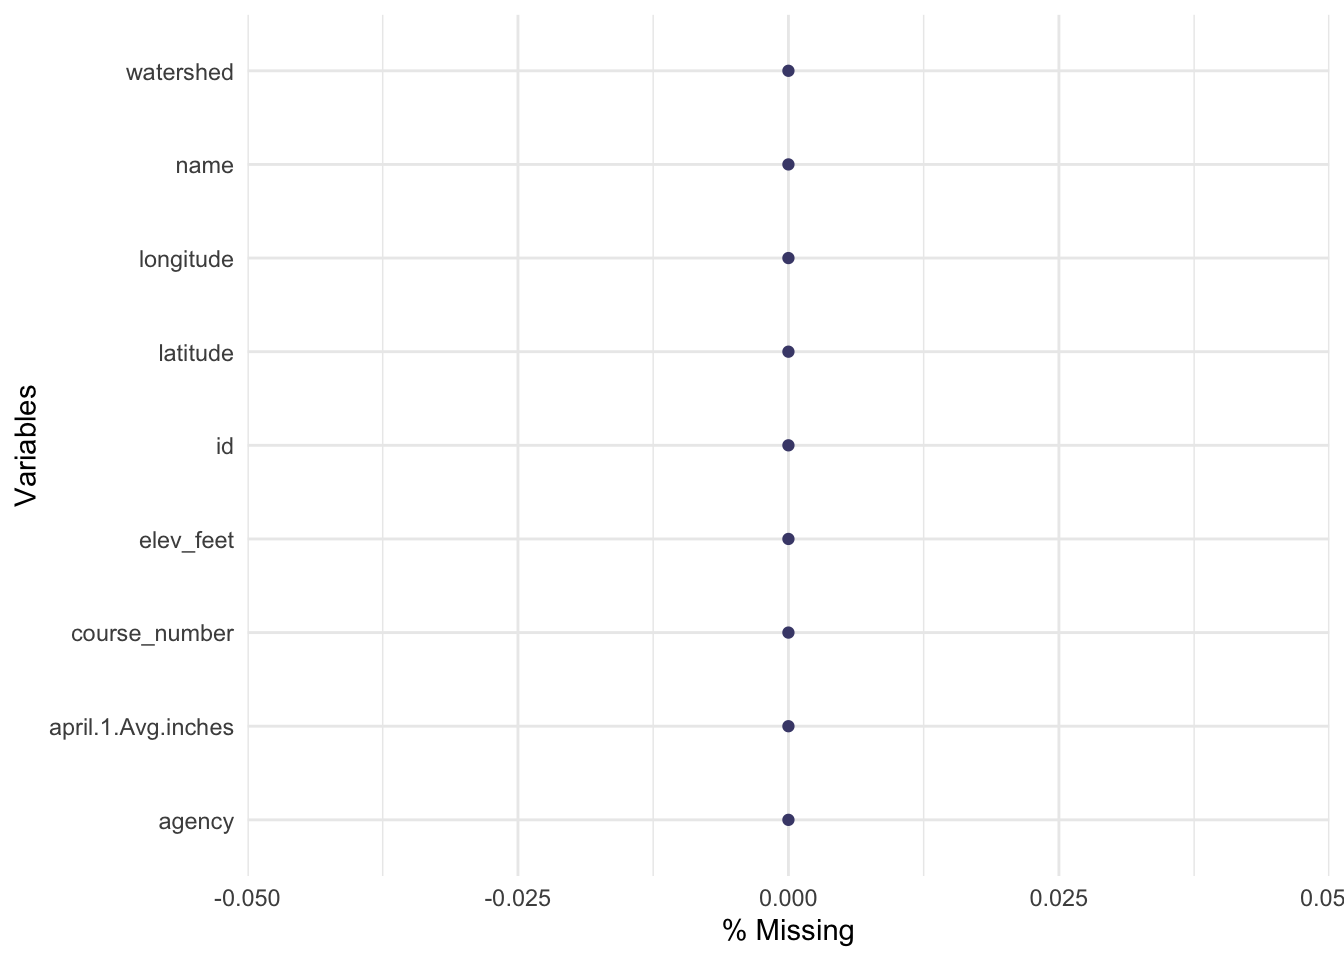 watershed
name
longitude
latitude
id
elev_feet
course_number
april.1.Avg.inches
agency
Variables
-0.050 -0.025 0.000 0.025 0.05
% Missing